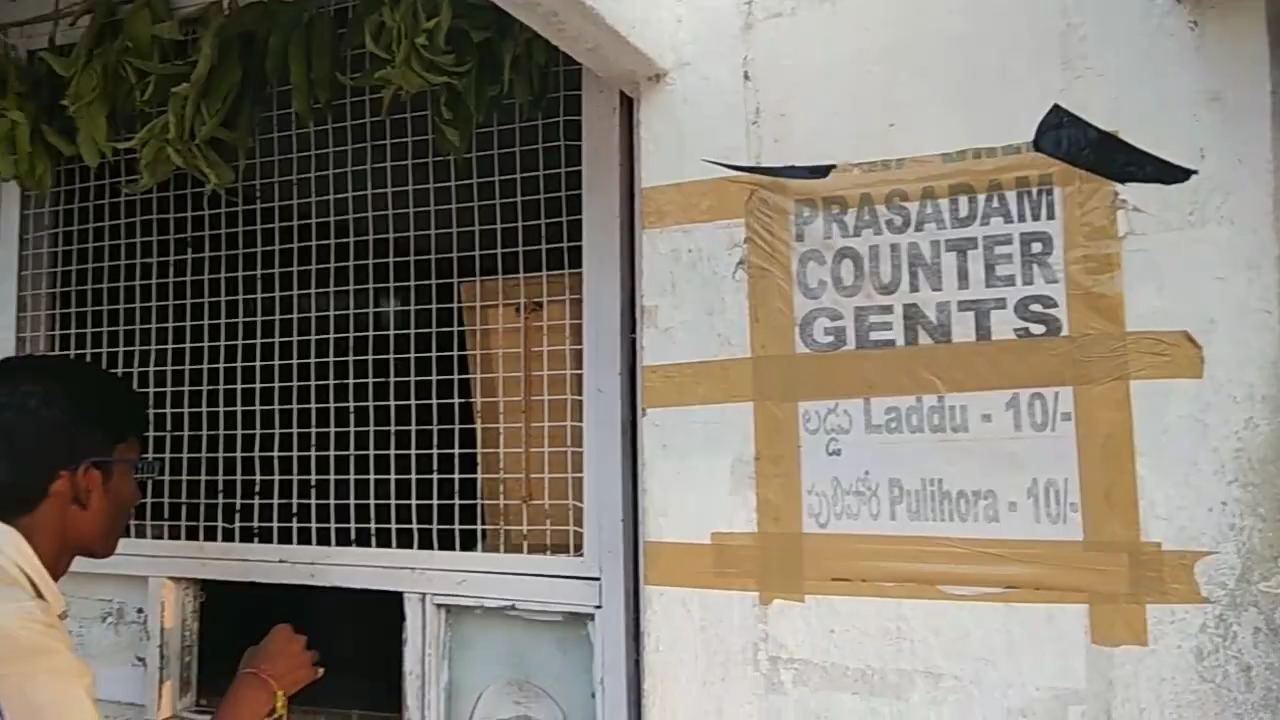 PRASADAM
COUNTER
GENTS
లడ్డు Laddu - 10/-
పులిహోర Pulihora - 10/-